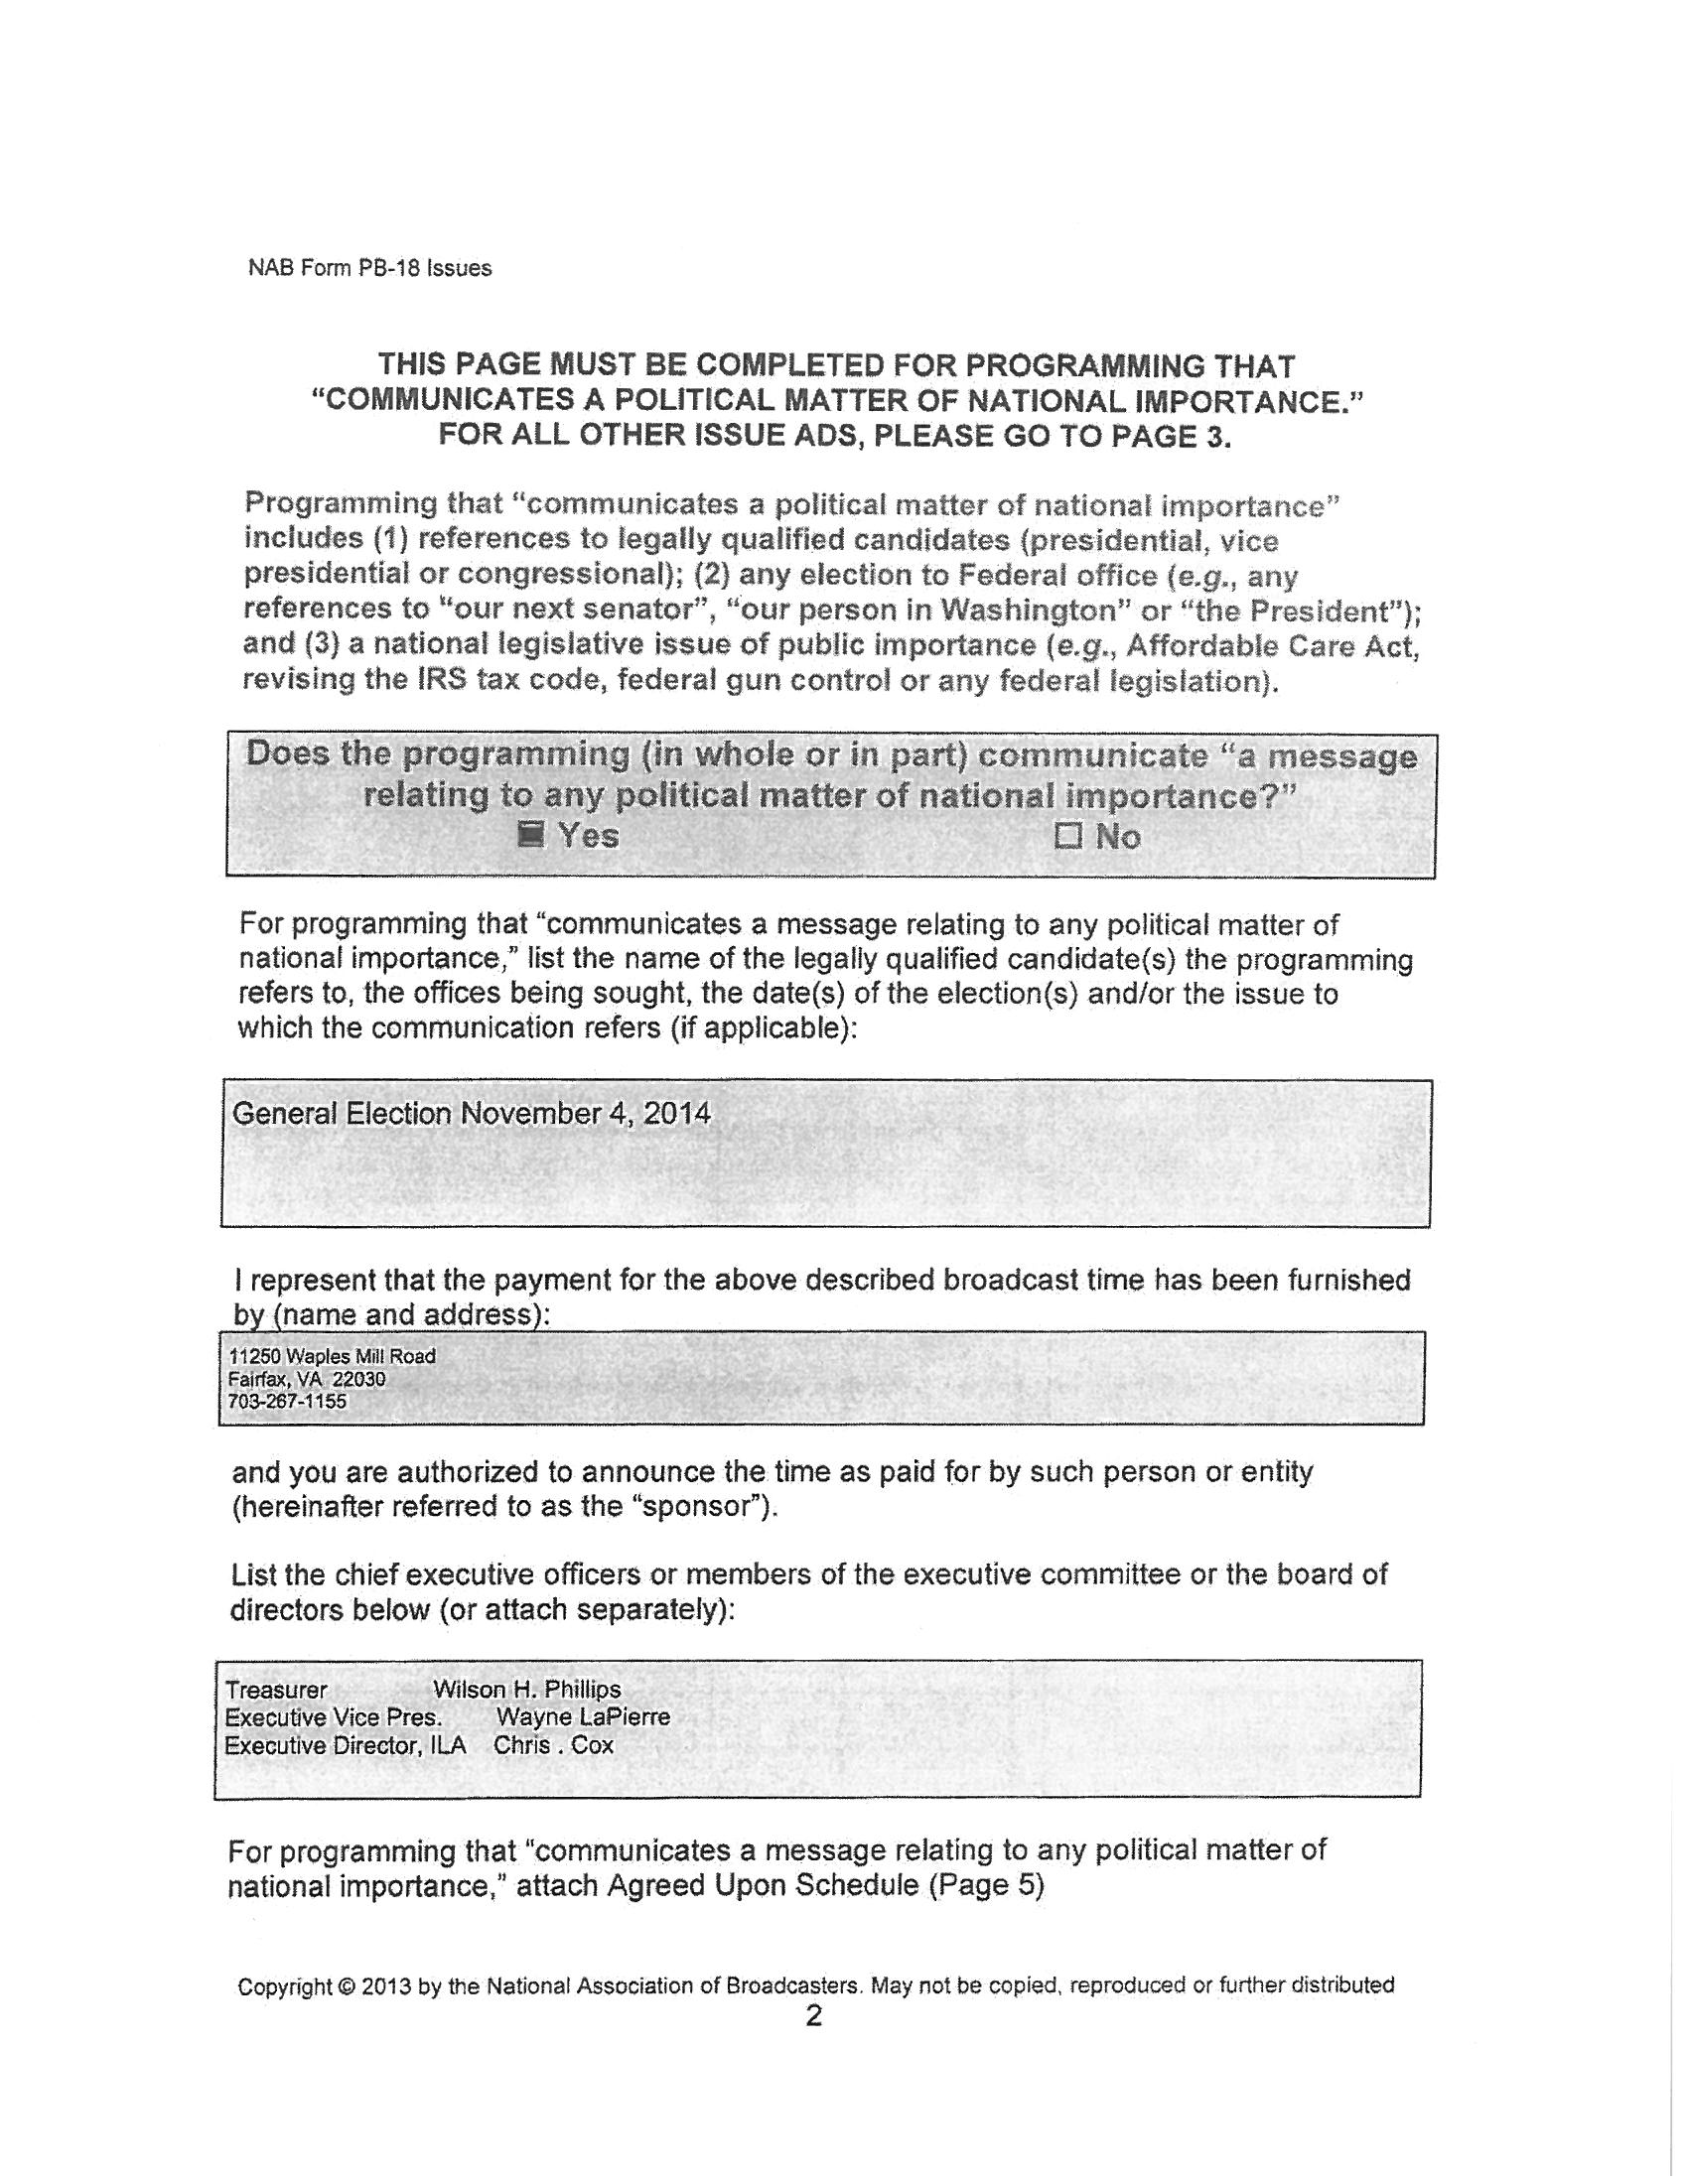 NAB Form PB-18 Issues
THIS PAGE MUST BE COMPLETED FOR PROGRAMMING THAT
“COMMUNICATES A POLITICAL MATTER OF NATIONAL IMPORTANCE.”
FOR ALL OTHER ISSUE ADS, PLEASE GO TO PAGE 3.
Programming that “communicates a political matter of national importance”
includes (1) references to legally qualified candidates (presidential, vice
presidential or congressional); (2) any election to Federal office (e.g., any
references to “our next senator”, “our person in Washington” or “the President”);
and (3) a national legislative issue of public importance (e.g., Affordable Care Act,
revising the IRS tax code, federal gun control or any federal legislation).
Does the programming (in whole or in part) communicate “a message
relating to any political matter of national importance?”
Yes No
For programming that “communicates a message relating to any political matter of
national importance,” list the name of the legally qualified candidate(s) the programming
refers to, the offices being sought, the date(s) of the election(s) and/or the issue to
which the communication refers (if applicable):
General Election November 4, 2014
I represent that the payment for the above described broadcast time has been furnished
by (name and address):
11250 Waples Mill Road
Fairfax, VA 22030
703-267-1155
and you are authorized to announce the time as paid for by such person or entity
(hereinafter referred to as the “sponsor”).
List the chief executive officers or members of the executive committee or the board of
directors below (or attach separately):
Treasurer Wilson H. Phillips
Executive Vice Pres. Wayne LaPierre
Executive Director, ILA Chris . Cox
For programming that “communicates a message relating to any political matter of
national importance,” attach Agreed Upon Schedule (Page 5)
Copyright © 2013 by the National Association of Broadcasters. May not be copied, reproduced or further distributed
2